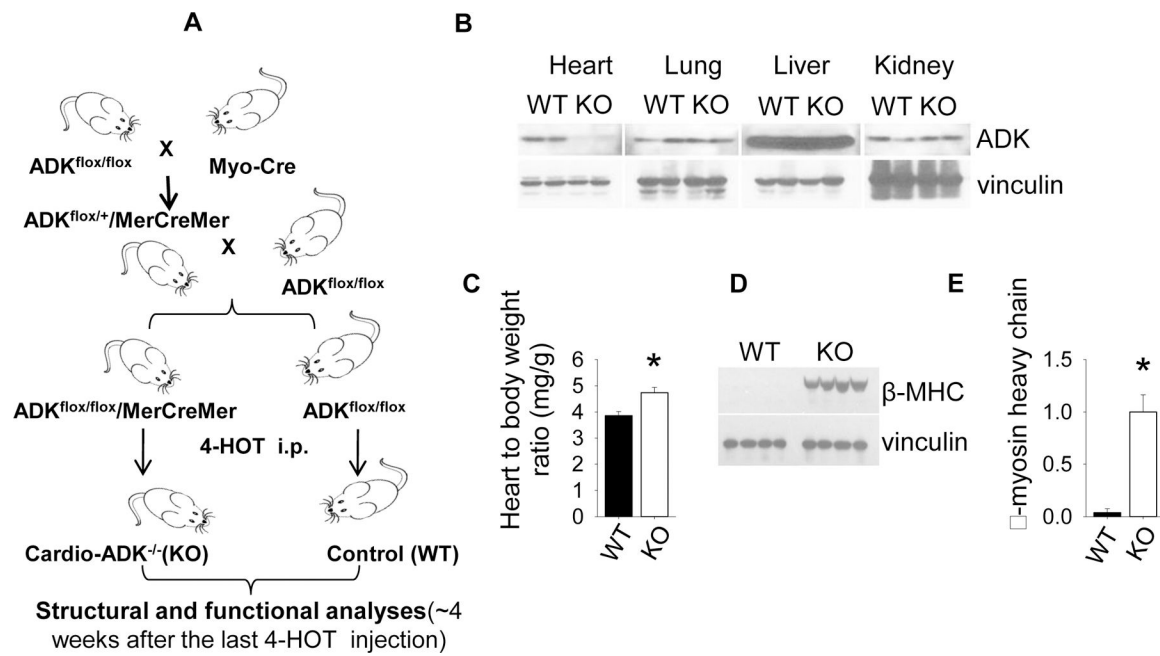 A
ADKflox/flox
X
Myo-Cre
ADKflox/+/MerCreMer
X
ADKflox/flox
ADKflox/flox/MerCreMer
ADKflox/flox
4-HOT i.p.
Cardio-ADK-/-(KO)
Control (WT)
Structural and functional analyses(~4
weeks after the last 4-HOT injection)
B
Heart Lung Liver Kidney
WT KO WT KO WT KO WT KO
ADK
vinculin
C
Heart to body weight
ratio (mg/g)
6
5
4
3
2
1
0
*
WT
KO
D
WT KO
β-MHC
vinculin
E
□-myosin heavy chain
1.5
1.0
0.5
0.0
*
WT
KO